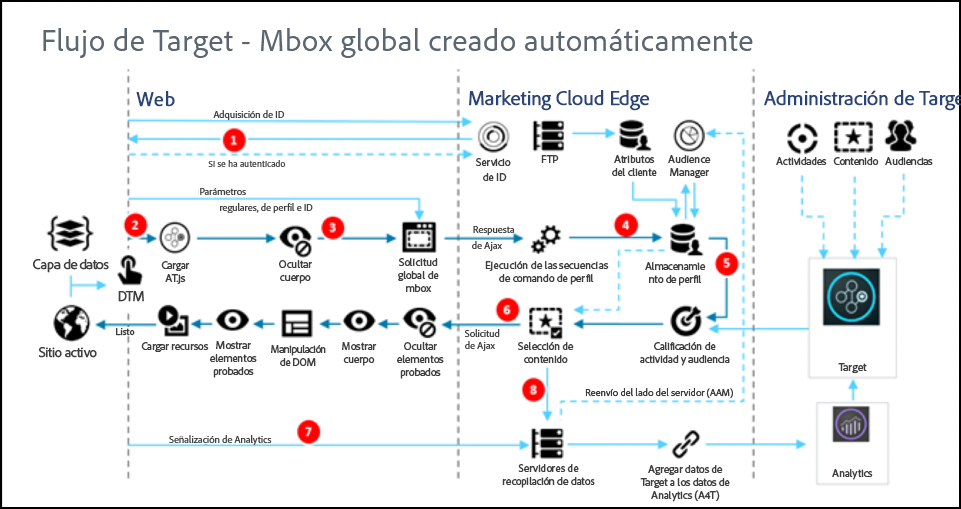 Flujo de Target - Mbox global creado automáticamente
Web
Marketing Cloud Edge
Administración de Targe
Adquisición de ID
1
Si se ha autenticado
Servicio
de ID
FTP
Atributos
del cliente
Audience
Manager
Actividades
Contenido
Audiencias
Parámetros
regulares, de perfil e ID
2
3
Respuesta
de Ajax
4
5
Capa de datos
DTM
Cargar
AT.js
Ocultar
cuerpo
Solicitud
global de
mbox
Ejecución de las secuencias
de comando de perfil
Almacenamie
nto de perfil
6
Listo
Solicitud
de Ajax
Sitio activo
Cargar recursos
Mostrar
elementos
probados
Manipulación
de DOM
Mostrar
cuerpo
Ocultar
elementos
probados
Selección de
contenido
Calificación de
actividad y audiencia
Target
8
Reenvío del lado del servidor (AAM)
7
Señalización de Analytics
Servidores de
recopilación de datos
Agregar datos de
Target a los datos de
Analytics (A4T)
Analytics